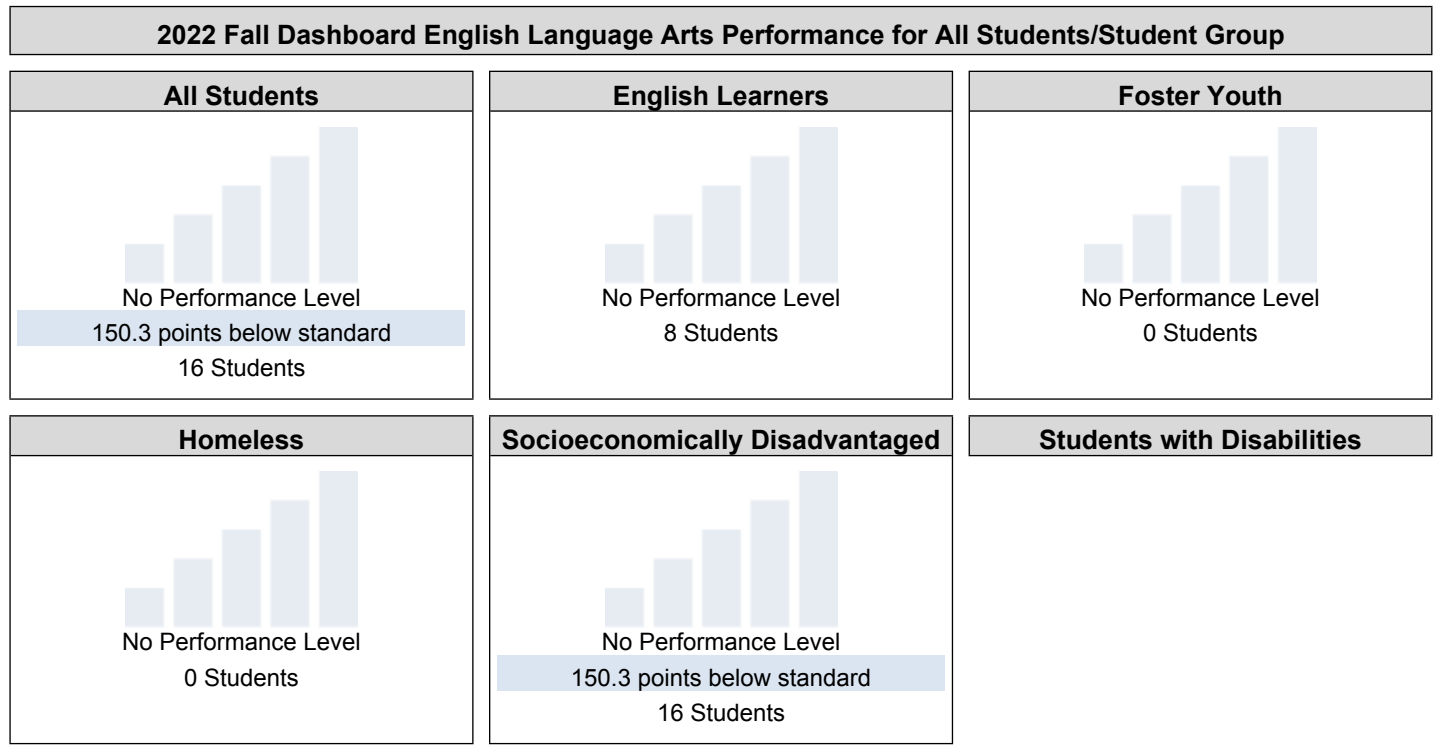 2022 Fall Dashboard English Language Arts Performance for All Students/Student Group
All Students
No Performance Level
150.3 points below standard
16 Students
English Learners
No Performance Level
8 Students
Foster Youth
No Performance Level
0 Students
Homeless
No Performance Level
0 Students
Socioeconomically Disadvantaged
No Performance Level
150.3 points below standard
16 Students
Students with Disabilities